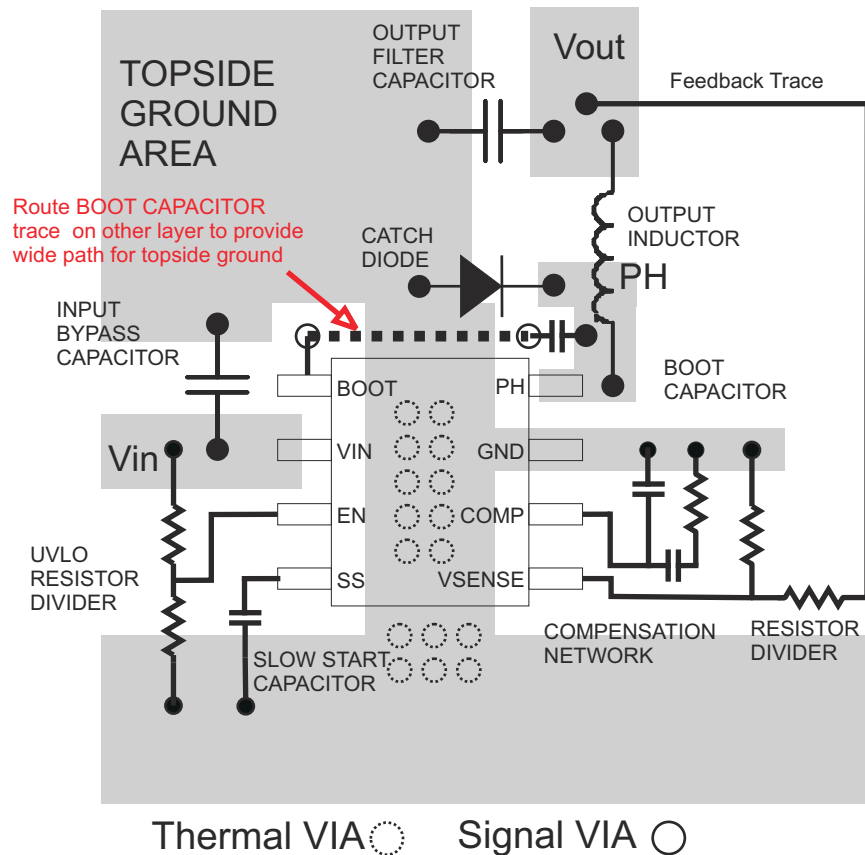 OUTPUT
FILTER
CAPACITOR
Vout
TOPSIDE
GROUND
AREA
Feedback Trace
Route BOOT CAPACITOR
trace on other layer to provide
wide path for topside ground
CATCH
DIODE
OUTPUT
INDUCTOR
PH
INPUT
BYPASS
CAPACITOR
BOOT
CAPACITOR
BOOT
PH
Vin
VIN
GND
EN
COMP
UVLO
RESISTOR
DIVIDER
SS
VSENSE
SLOW START
CAPACITOR
COMPENSATION
NETWORK
RESISTOR
DIVIDER
Thermal VIA
Signal VIA